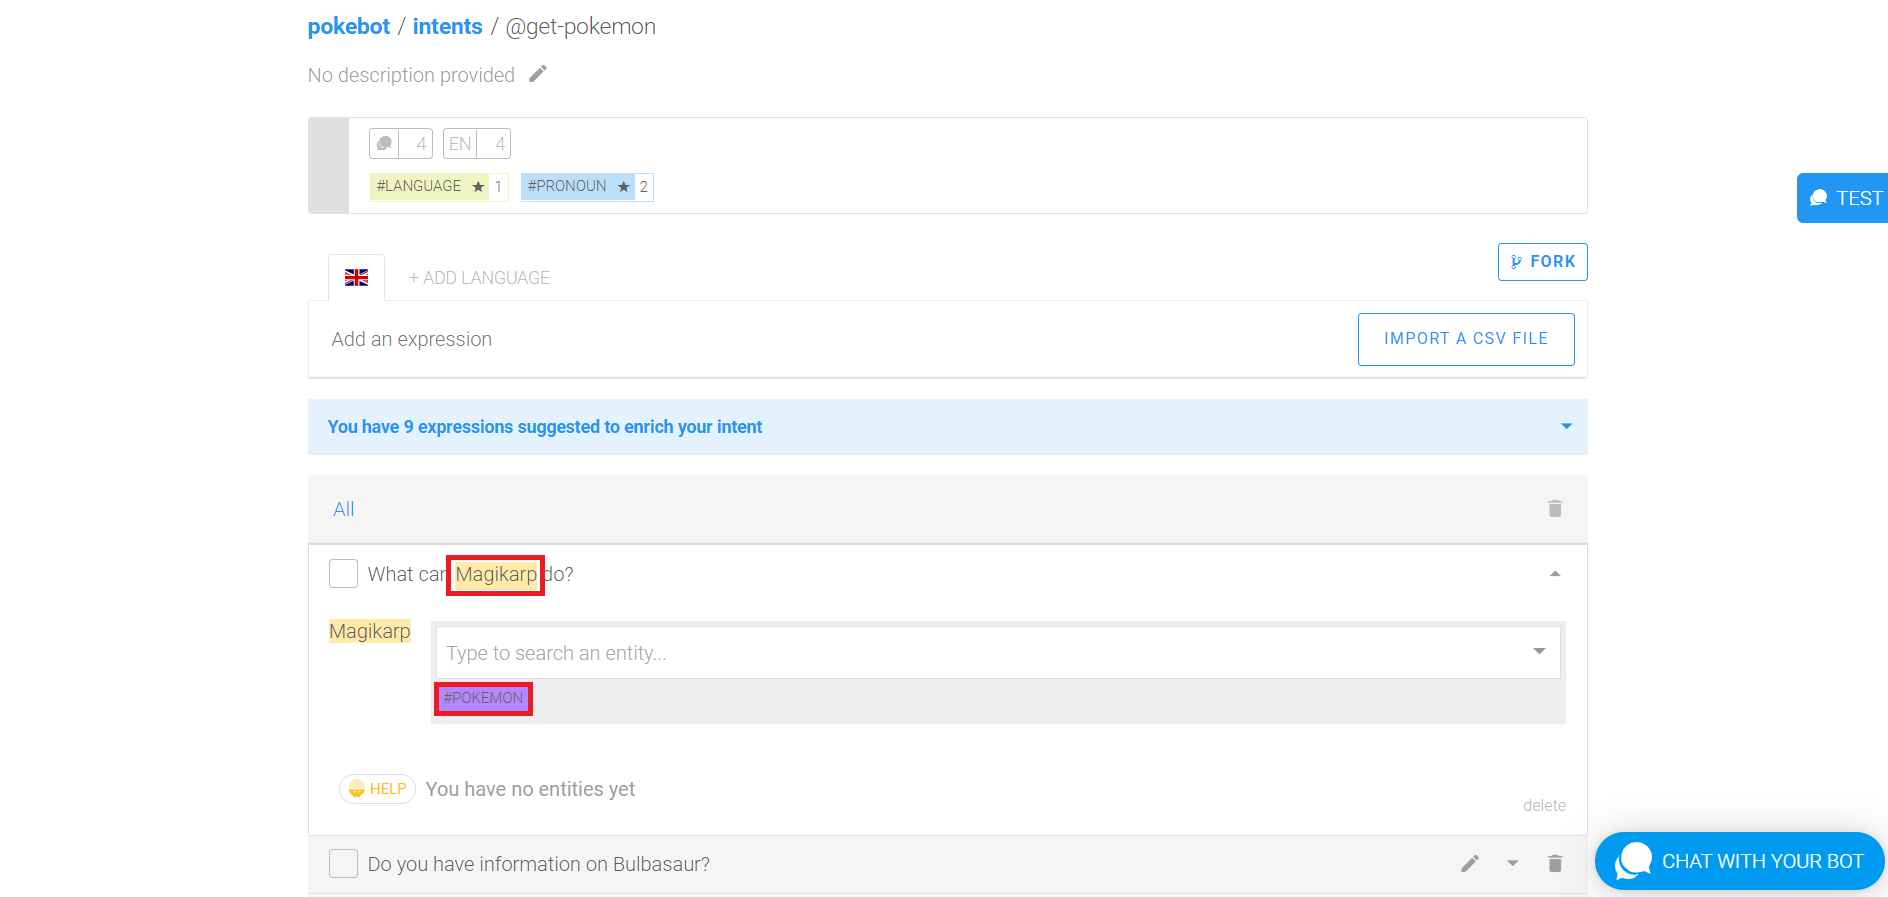 pokebot / intents / @get-pokemon
No description provided
4 EN 4
#LANGUAGE ★ 1 #PRONOUN ★ 2
TEST
+ ADD LANGUAGE
FORK
Add an expression
IMPORT A CSV FILE
You have 9 expressions suggested to enrich your intent
All
What can Magikarp do?
Magikarp
Type to search an entity...
#POKEMON
HELP You have no entities yet
delete
Do you have information on Bulbasaur?
CHAT WITH YOUR BOT